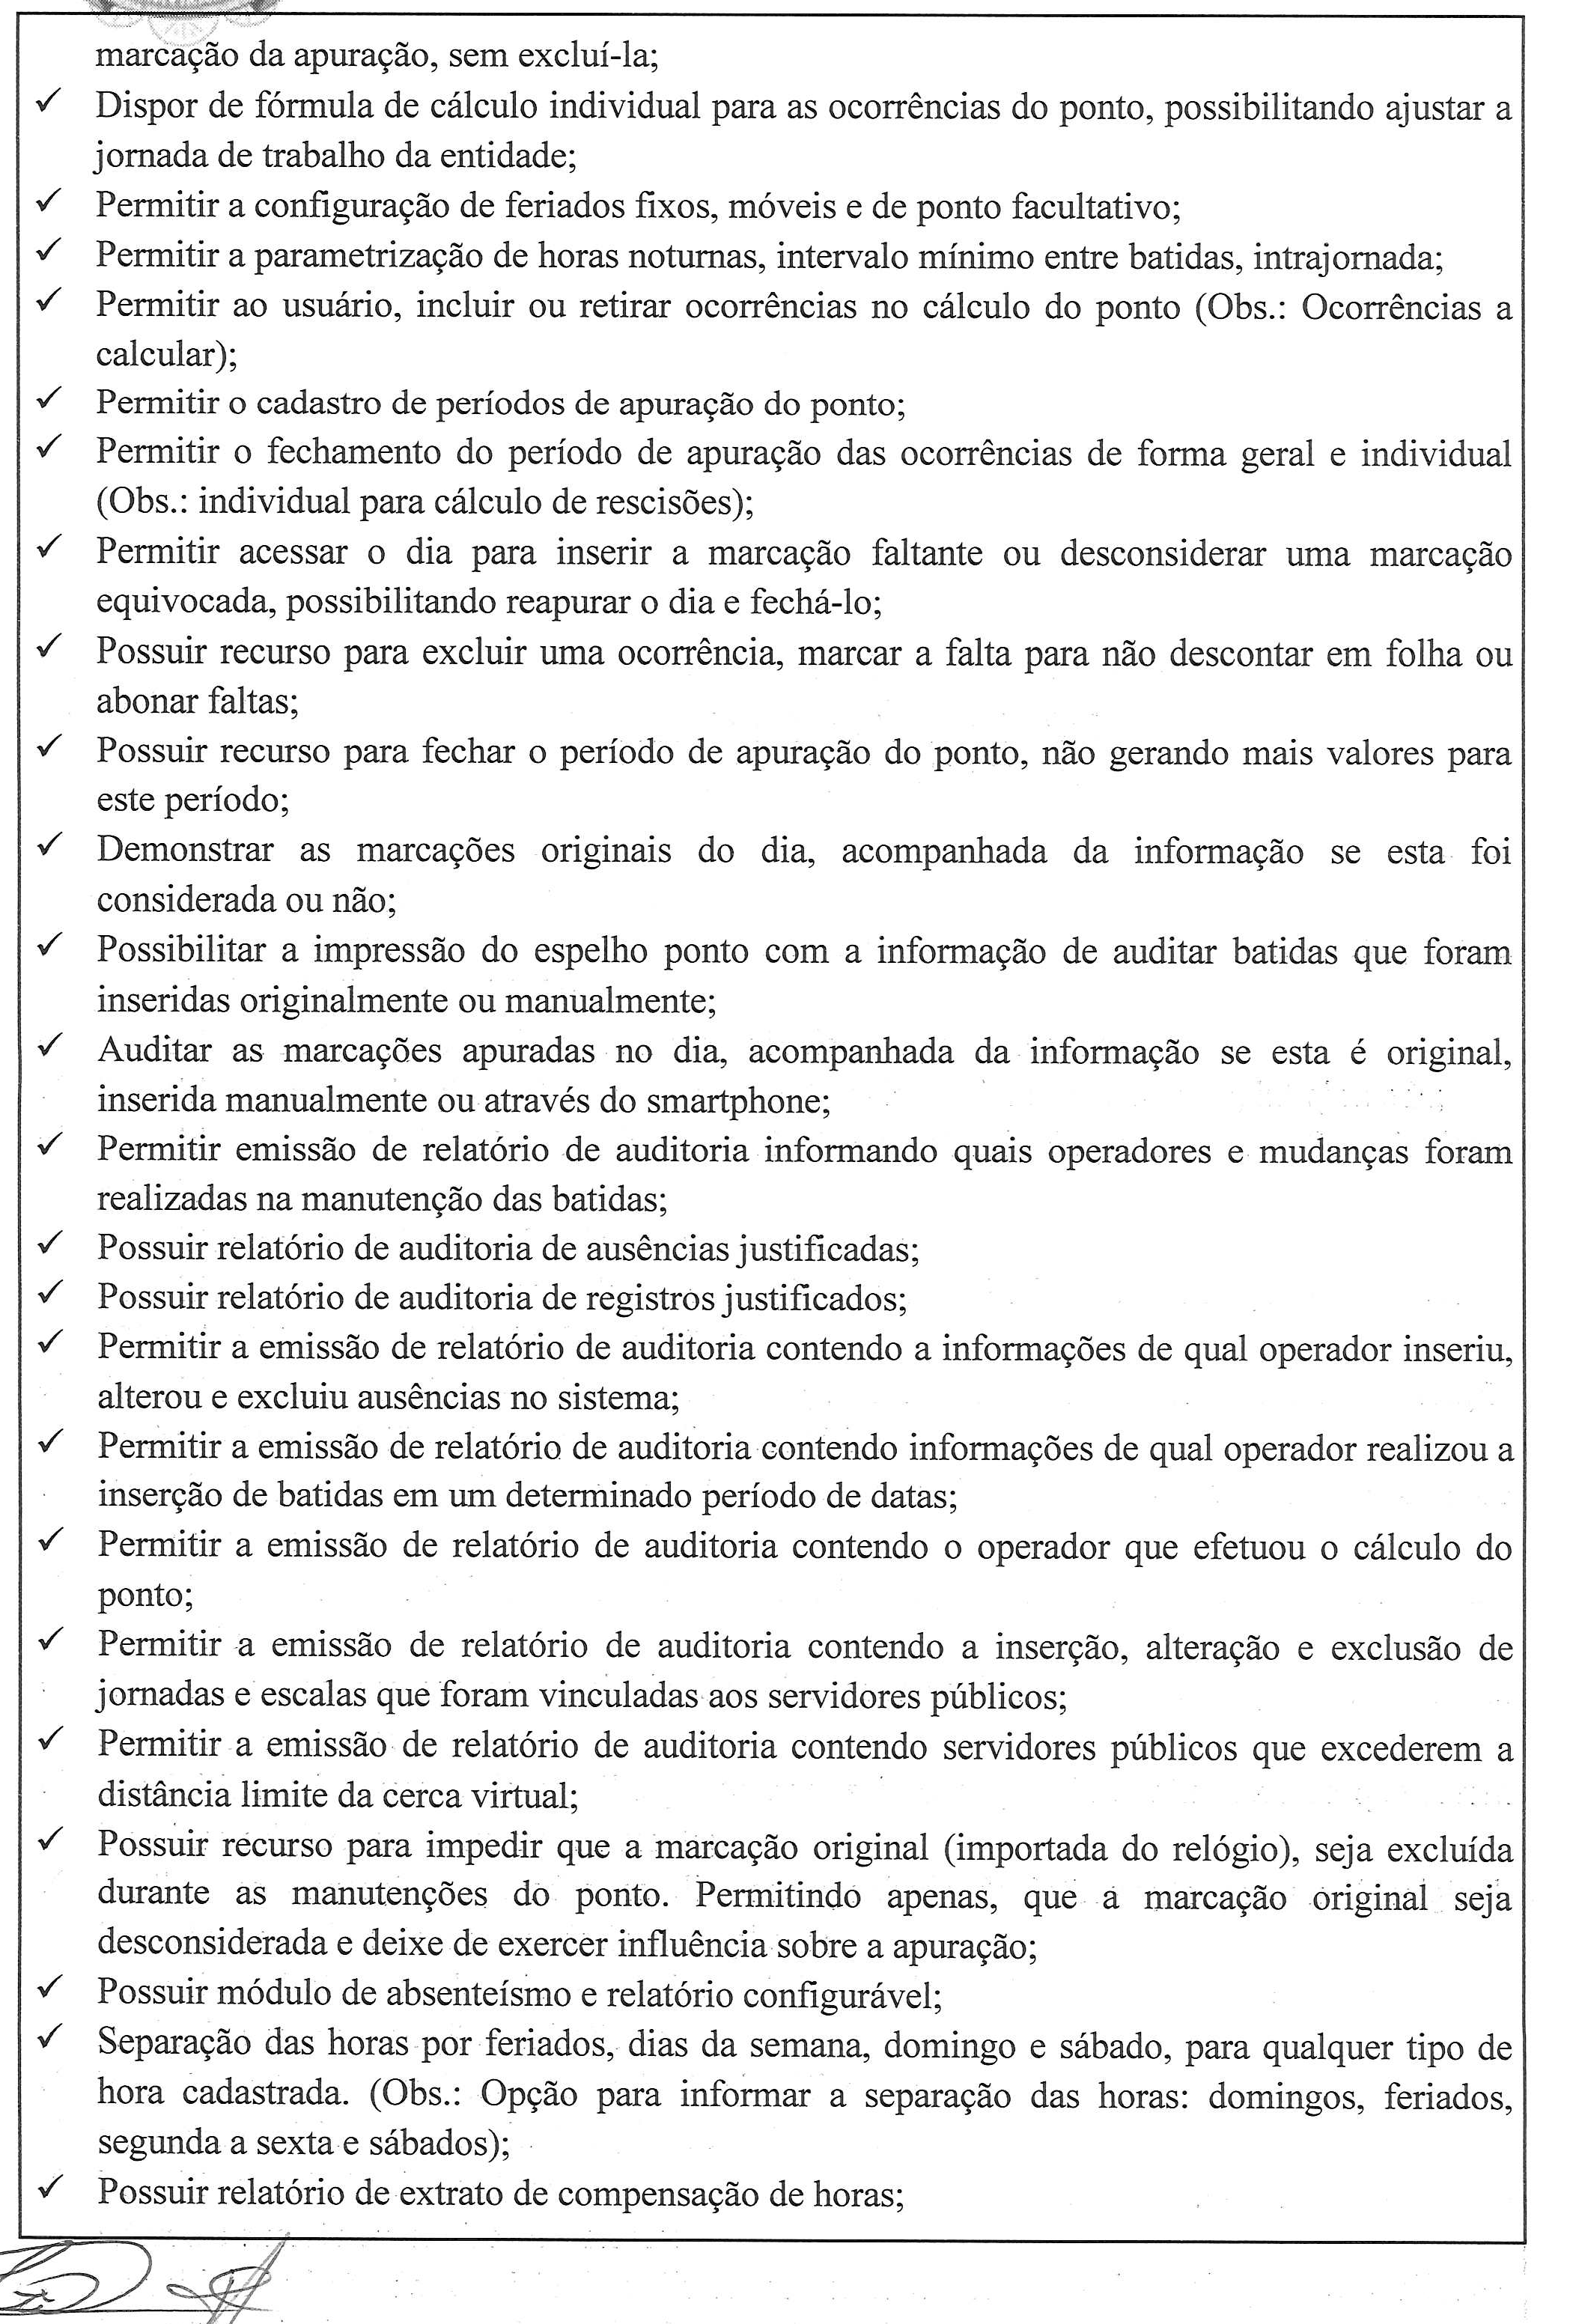 marcação da apuração, sem excluí-la;
✓ Dispor de fórmula de cálculo individual para as ocorrências do ponto, possibilitando ajustar a
jornada de trabalho da entidade;
✓ Permitir a configuração de feriados fixos, móveis e de ponto facultativo;
✓ Permitir a parametrização de horas noturnas, intervalo mínimo entre batidas, intrajornada;
✓ Permitir ao usuário, incluir ou retirar ocorrências no cálculo do ponto (Obs.: Ocorrências a
calcular);
✓ Permitir o cadastro de períodos de apuração do ponto;
✓ Permitir o fechamento do período de apuração das ocorrências de forma geral e individual
(Obs.: individual para cálculo de rescisões);
✓ Permitir acessar o dia para inserir a marcação faltante ou desconsiderar uma marcação
equivocada, possibilitando reapurar o dia e fechá-lo;
✓ Possuir recurso para excluir uma ocorrência, marcar a falta para não descontar em folha ou
abonar faltas;
✓ Possuir recurso para fechar o período de apuração do ponto, não gerando mais valores para
este período;
✓ Demonstrar as marcações originais do dia, acompanhada da informação se esta foi
considerada ou não;
✓ Possibilitar a impressão do espelho ponto com a informação de auditar batidas que foram
inseridas originalmente ou manualmente;
✓ Auditar as marcações apuradas no dia, acompanhada da informação se esta é original,
inserida manualmente ou através do smartphone;
✓ Permitir emissão de relatório de auditoria informando quais operadores e mudanças foram
realizadas na manutenção das batidas;
✓ Possuir relatório de auditoria de ausências justificadas;
✓ Possuir relatório de auditoria de registros justificados;
✓ Permitir a emissão de relatório de auditoria contendo a informações de qual operador inseriu,
alterou e excluiu ausências no sistema;
✓ Permitir a emissão de relatório de auditoria contendo informações de qual operador realizou a
inserção de batidas em um determinado período de datas;
✓ Permitir a emissão de relatório de auditoria contendo o operador que efetuou o cálculo do
ponto;
✓ Permitir a emissão de relatório de auditoria contendo a inserção, alteração e exclusão de
jornadas e escalas que foram vinculadas aos servidores públicos;
✓ Permitir a emissão de relatório de auditoria contendo servidores públicos que excederem a
distância limite da cerca virtual;
✓ Possuir recurso para impedir que a marcação original (importada do relógio), seja excluída
durante as manutenções do ponto. Permitindo apenas, que a marcação original seja
desconsiderada e deixe de exercer influência sobre a apuração;
✓ Possuir módulo de absenteísmo e relatório configurável;
✓ Separação das horas por feriados, dias da semana, domingo e sábado, para qualquer tipo de
hora cadastrada. (Obs.: Opção para informar a separação das horas: domingos, feriados,
segunda a sexta e sábados);
✓ Possuir relatório de extrato de compensação de horas;